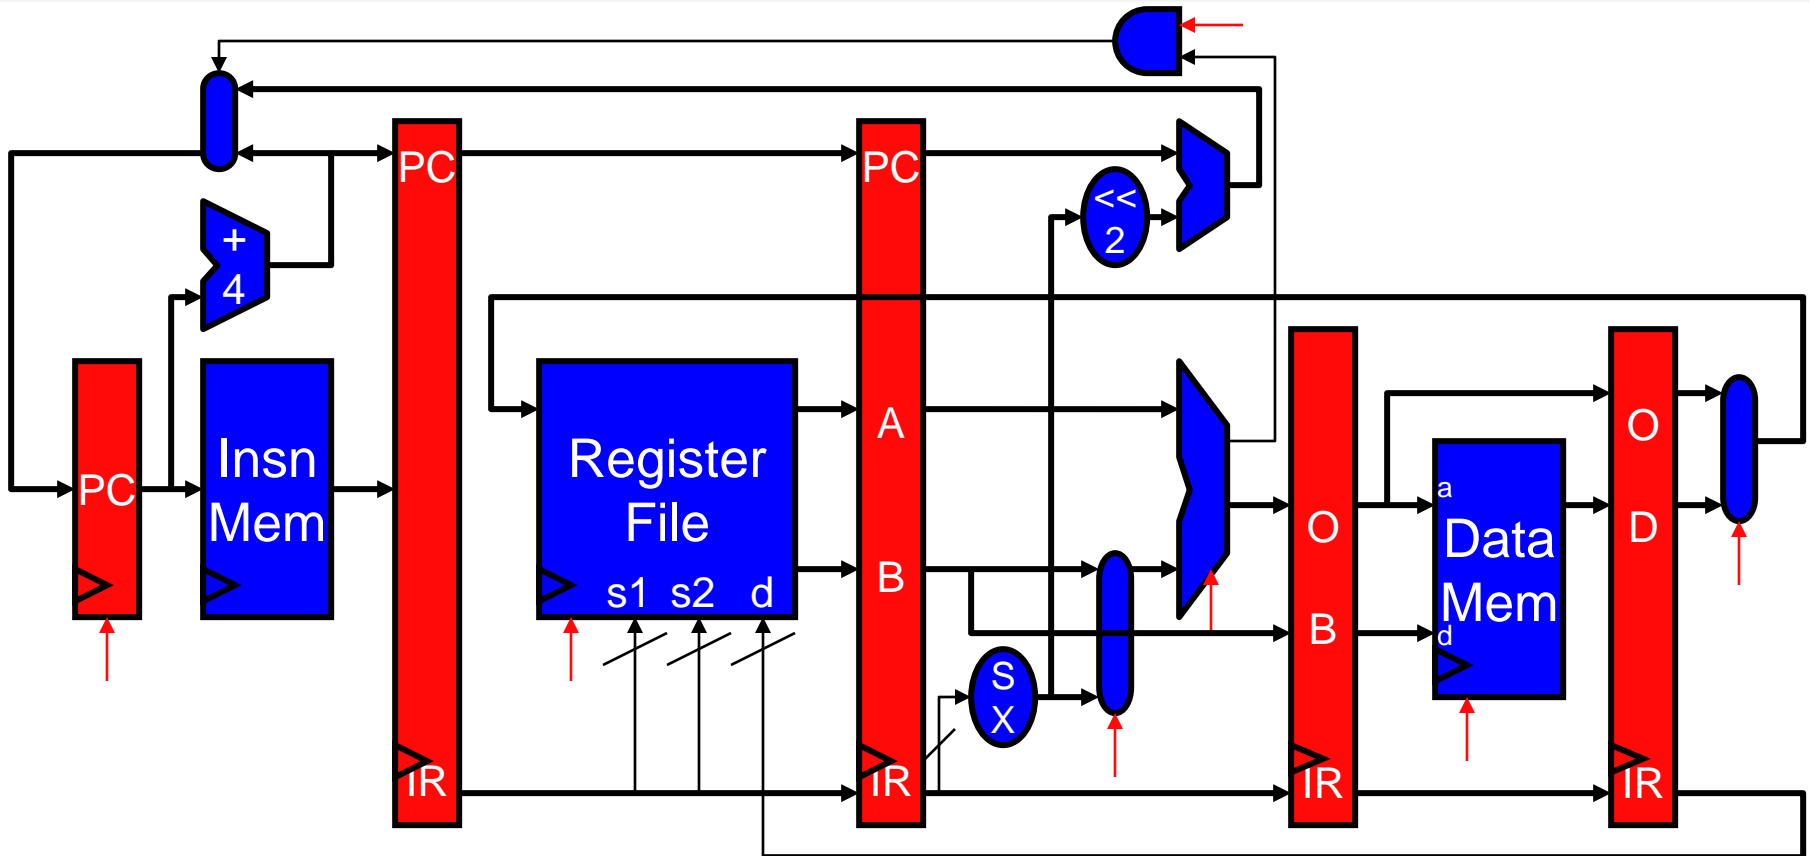 PC
PC
<<
2
+
4
PC
Insn
Mem
Register
File
s1 s2 d
A
B
S
X
O
B
a
Data
Mem
d
O
D
IR
IR
IR
IR